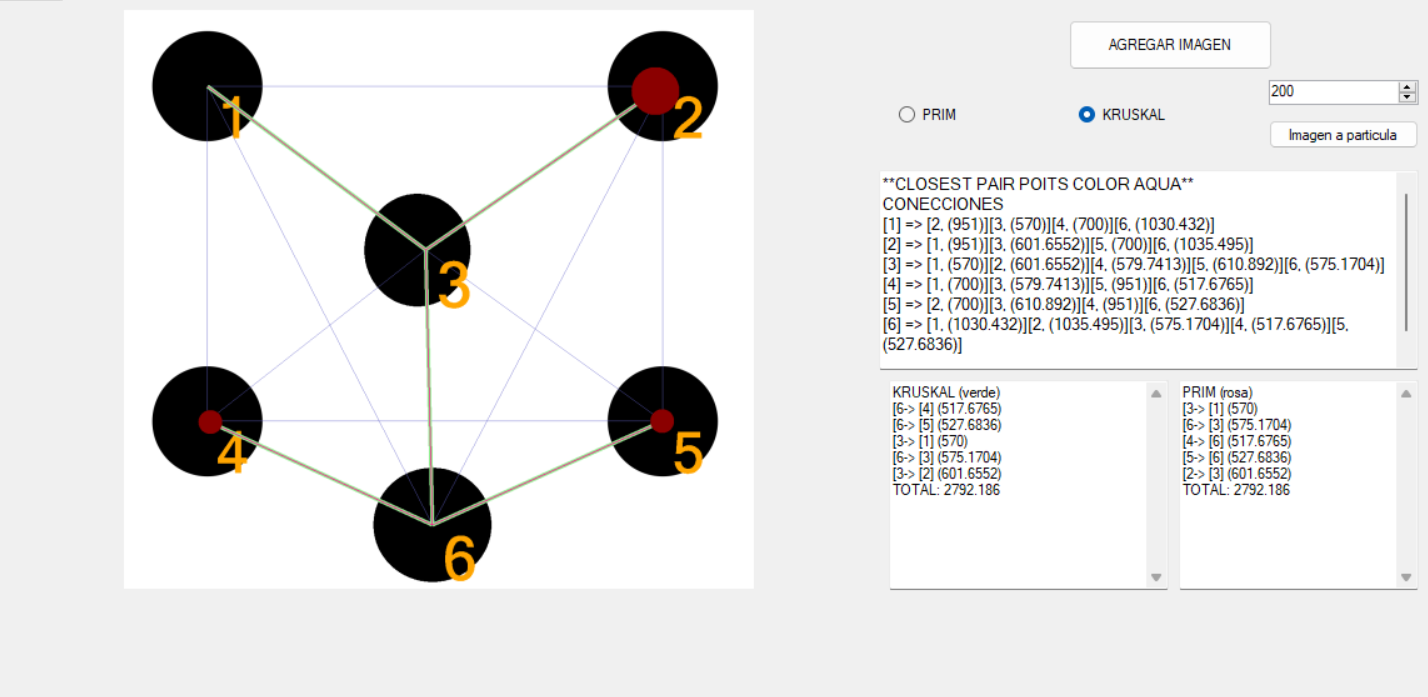 AGREGAR IMAGEN
200
PRIM
KRUSKAL
Imagen a particula
**CLOSEST PAIR POITS COLOR AQUA**
CONECCIONES
[1] => [2, (951)][3, (570)][4, (700)][6, (1030.432)]
[2] => [1, (951)][3, (601.6552)][5, (700)][6, (1035.495)]
[3] => [1, (570)][2, (601.6552)][4, (579.7413)][5, (610.892)][6, (575.1704)]
[4] => [1, (700)][3, (579.7413)][5, (951)][6, (517.6765)]
[5] => [2, (700)][3, (610.892)][4, (951)][6, (527.6836)]
[6] => [1, (1030.432)][2, (1035.495)][3, (575.1704)][4, (517.6765)][5,
(527.6836)]
KRUSKAL (verde)
[6-> [4] (517.6765)
[6-> [5] (527.6836)
[3-> [1] (570)
[6-> [3] (575.1704)
[3-> [2] (601.6552)
TOTAL: 2792.186
PRIM (rosa)
[3-> [1] (570)
[6-> [3] (575.1704)
[4-> [6] (517.6765)
[5-> [6] (527.6836)
[2-> [3] (601.6552)
TOTAL: 2792.186
1
2
3
4
5
6